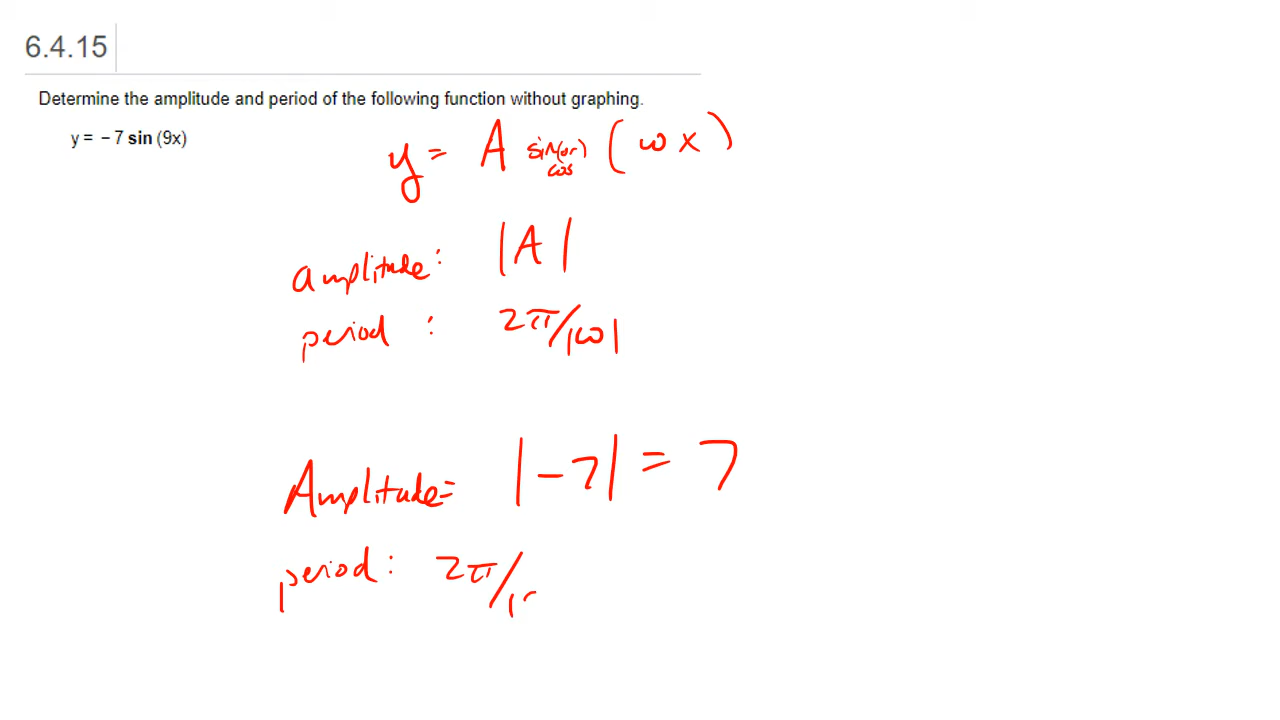 6.4.15
Determine the amplitude and period of the following function without graphing.
y = - 7 sin (9x)
y = A sin(or) cos (ωx)
amplitude: |A|
period : 2π/|ω|
Amplitude= |-7| = 7
period: 2π/|